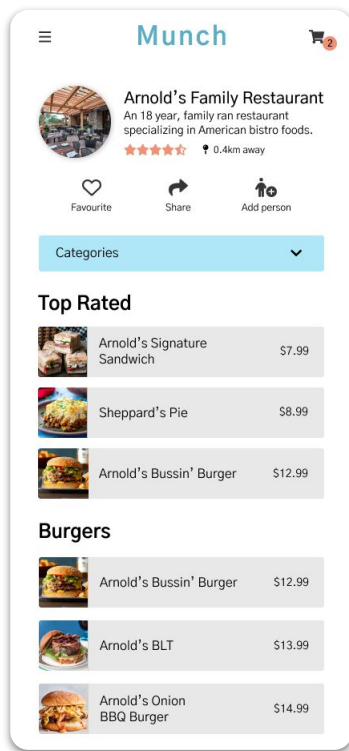 Munch
2
Arnold's Family Restaurant
An 18 year, family ran restaurant
specializing in American bistro foods.
0.4km away
Favourite
Share
Add person
Categories
Top Rated
Arnold's Signature
Sandwich
$7.99
Sheppard's Pie
$8.99
Arnold's Bussin' Burger
$12.99
Burgers
Arnold's Bussin' Burger
$12.99
Arnold's BLT
$13.99
Arnold's Onion
BBQ Burger
$14.99